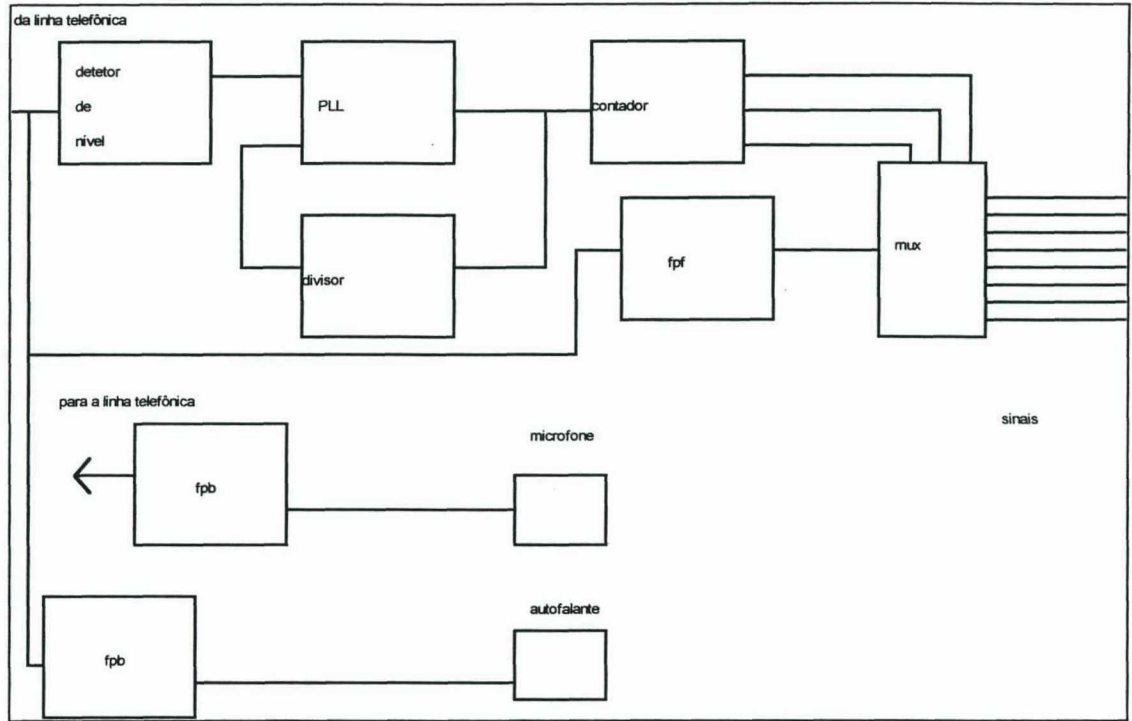 da linha telefônica
detetor
de
nível
PLL
contador
divisor
fpf
mux
para a linha telefônica
sinais
microfone
fpb
autofalante
fpb